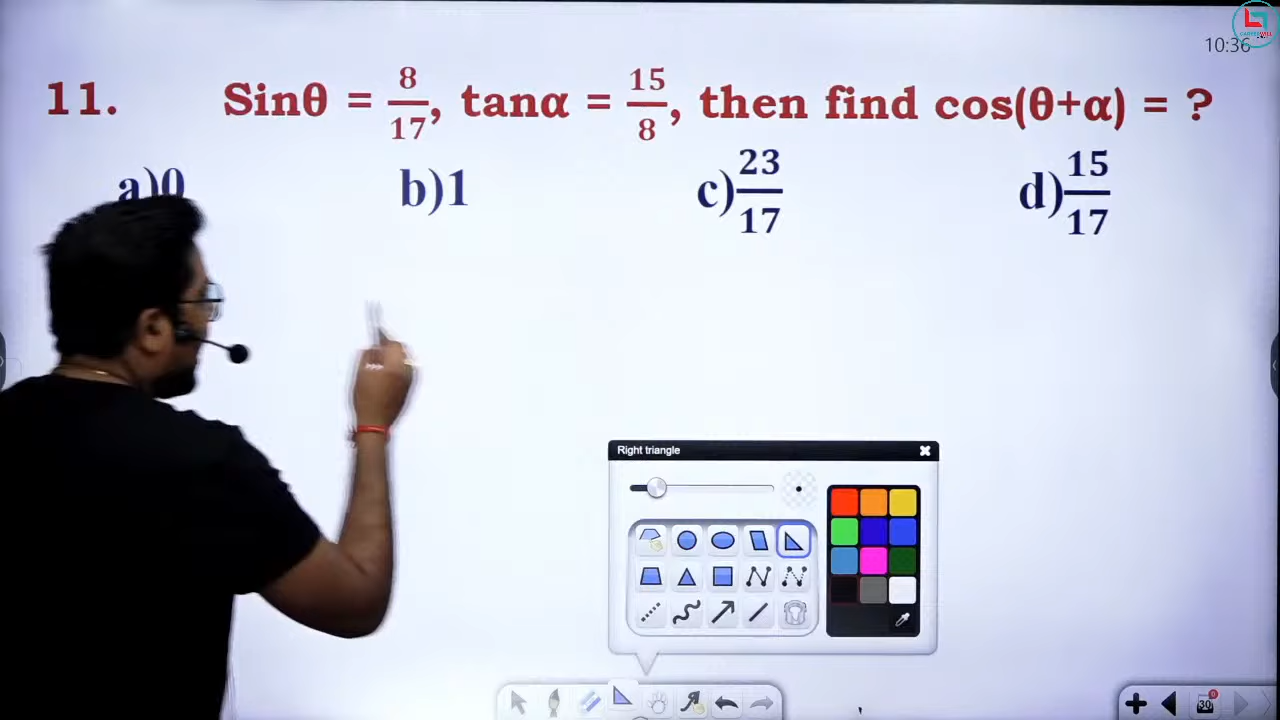 10:36
11. Sinθ = 8/17, tanα = 15/8, then find cos(θ+α) = ?
a)0 b)1 c)23/17 d)15/17
Right triangle
30